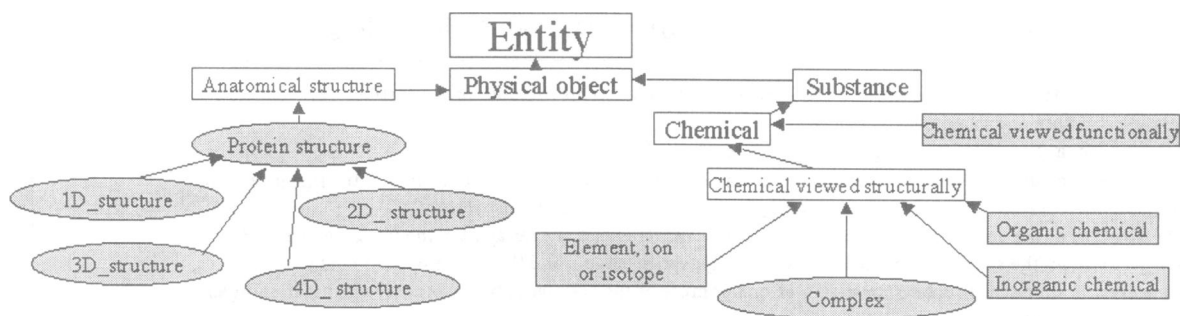 Entity
Anatomical structure
Physical object
Substance
Chemical
Chemical viewed functionally
Protein structure
Chemical viewed structurally
1D_structure
2D_ structure
Organic chemical
Element, ion
or isotope
3D_structure
4D_ structure
Complex
Inorganic chemical